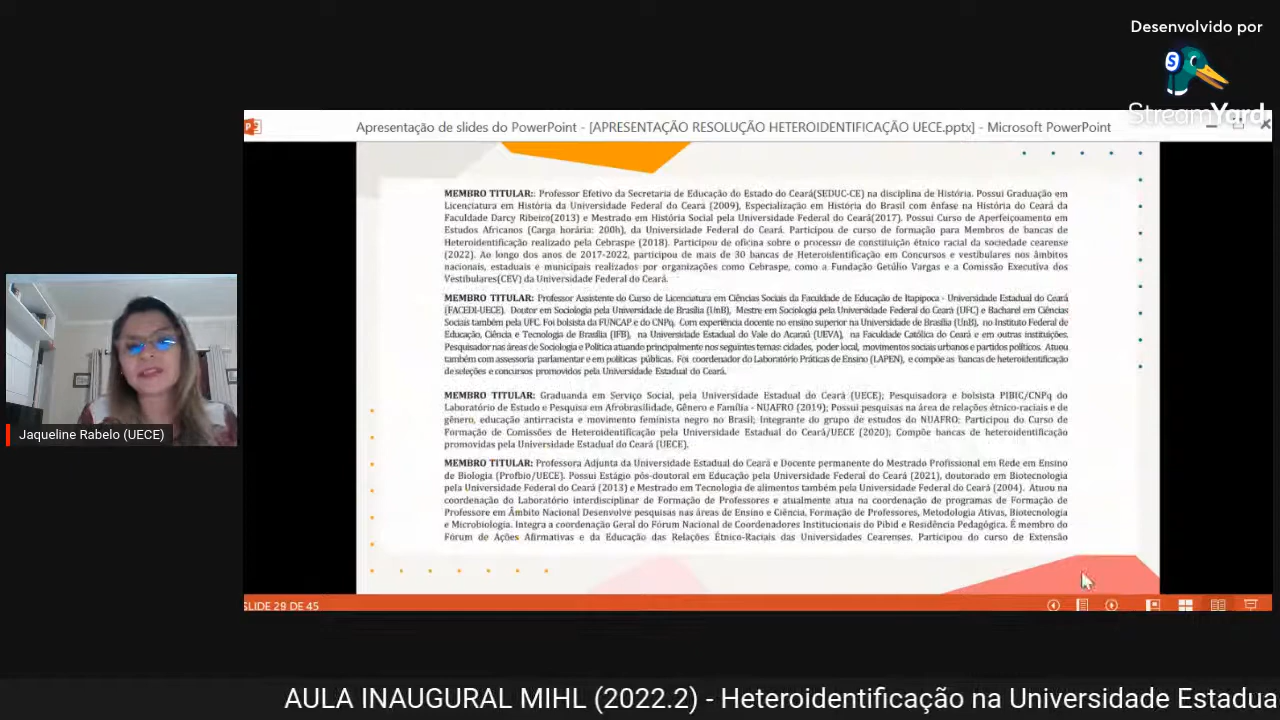 Desenvolvido por
S
StreamYard
P
Apresentação de slides do PowerPoint - [APRESENTAÇÃO RESOLUÇÃO HETEROIDENTIFICAÇÃO UECE.pptx] - Microsoft PowerPoint
MEMBRO TITULAR:: Professor Efetivo da Secretaria de Educação do Estado do Ceará(SEDUC-CE) na disciplina de História. Possui Graduação em
Licenciatura em História da Universidade Federal do Ceará (2009), Especialização em História do Brasil com ênfase na História do Ceará da
Faculdade Darcy Ribeiro(2013) e Mestrado em História Social pela Universidade Federal do Ceará(2017). Possui Curso de Aperfeiçoamento em
Estudos Africanos (Carga horária: 200h), da Universidade Federal do Ceará. Participou de curso de formação para Membros de bancas de
Heteroidentificação realizado pela Cebraspe (2018). Participou de oficina sobre o processo de constituição étnico racial da sociedade cearense
(2022). Ao longo dos anos de 2017-2022, participou de mais de 30 bancas de Heteroidentificação em Concursos e vestibulares nos âmbitos
nacionais, estaduais e municipais realizados por organizações como Cebraspe, como a Fundação Getúlio Vargas e a Comissão Executiva dos
Vestibulares(CEV) da Universidade Federal do Ceará.
MEMBRO TITULAR: Professor Assistente do Curso de Licenciatura em Ciências Sociais da Faculdade de Educação de Itapipoca - Universidade Estadual do Ceará
(FACEDI-UECE). Doutor em Sociologia pela Universidade de Brasília (UnB), Mestre em Sociologia pela Universidade Federal do Ceará (UFC) e Bacharel em Ciências
Sociais também pela UFC. Foi bolsista da FUNCAP e do CNPq. Com experiência docente no ensino superior na Universidade de Brasília (UnB), no Instituto Federal de
Educação, Ciência e Tecnologia de Brasília (IFB), na Universidade Estadual do Vale do Acaraú (UEVA), na Faculdade Católica do Ceará e em outras instituições.
Pesquisador nas áreas de Sociologia e Política atuando principalmente nos seguintes temas: cidades, poder local, movimentos sociais urbanos e partidos políticos. Atuou
também com assessoria parlamentar e em políticas públicas. Foi coordenador do Laboratório Práticas de Ensino (LAPEN), e compõe as bancas de heteroidentificação
de seleções e concursos promovidos pela Universidade Estadual do Ceará.
MEMBRO TITULAR: Graduanda em Serviço Social, pela Universidade Estadual do Ceará (UECE); Pesquisadora e bolsista PIBIC/CNPq do
Laboratório de Estudo e Pesquisa em Afrobrasilidade, Gênero e Família - NUAFRO (2019); Possui pesquisas na área de relações étnico-raciais e de
gênero, educação antirracista e movimento feminista negro no Brasil; Integrante do grupo de estudos do NUAFRO; Participou do Curso de
Formação de Comissões de Heteroidentificação pela Universidade Estadual do Ceará/UECE (2020); Compõe bancas de heteroidentificação
promovidas pela Universidade Estadual do Ceará (UECE).
MEMBRO TITULAR: Professora Adjunta da Universidade Estadual do Ceará e Docente permanente do Mestrado Profissional em Rede em Ensino
de Biologia (Profbio/UECE). Possui Estágio pós-doutoral em Educação pela Universidade Federal do Ceará (2021), doutorado em Biotecnologia
pela Universidade Federal do Ceará (2013) e Mestrado em Tecnologia de alimentos também pela Universidade Federal do Ceará (2004). Atuou na
coordenação do Laboratório interdisciplinar de Formação de Professores e atualmente atua na coordenação de programas de Formação de
Professore em Âmbito Nacional Desenvolve pesquisas nas áreas de Ensino e Ciência, Formação de Professores, Metodologia Ativas, Biotecnologia
e Microbiologia. Integra a coordenação Geral do Fórum Nacional de Coordenadores Institucionais do Pibid e Residência Pedagógica. É membro do
Fórum de Ações Afirmativas e da Educação das Relações Étnico-Raciais das Universidades Cearenses. Participou do curso de Extensão
Jaqueline Rabelo (UECE)
SLIDE 29 DE 45
AULA INAUGURAL MIHL (2022.2) - Heteroidentificação na Universidade Estadua